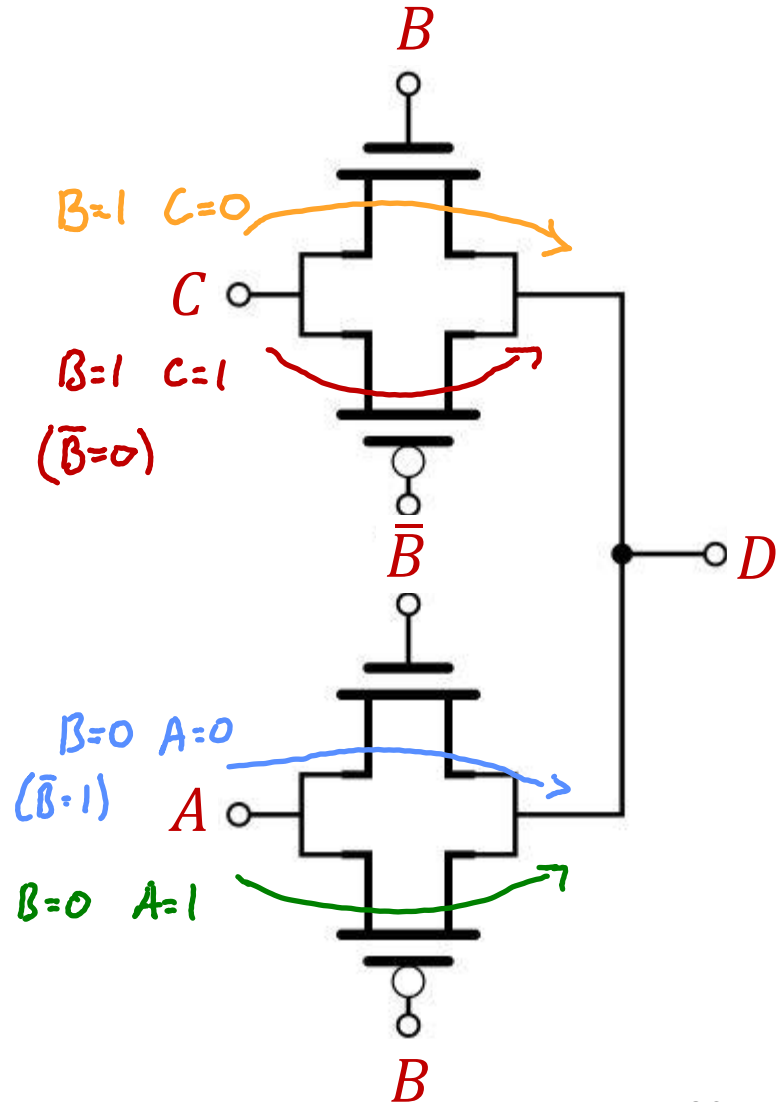 B
B=1 C=0
C
B=1 C=1
(B̅=0)
B̅
D
B=0 A=0
(B̅=1)
A
B=0 A=1
B